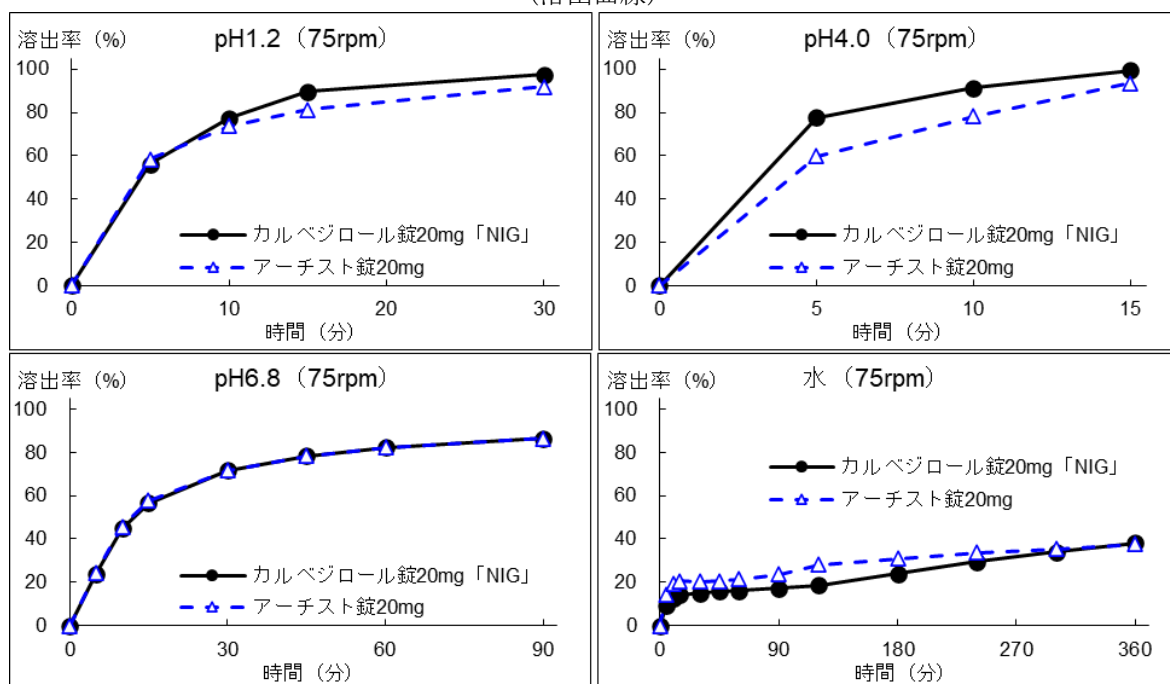 (溶出曲線)
溶出率（%） pH1.2（75rpm）
100
80
60
40
20
0
カルベジロール錠20mg「NIG」
アーチスト錠20mg
0 10 20 30
時間（分）
溶出率（%） pH4.0（75rpm）
100
80
60
40
20
0
カルベジロール錠20mg「NIG」
アーチスト錠20mg
0 5 10 15
時間（分）
溶出率（%） pH6.8（75rpm）
100
80
60
40
20
0
カルベジロール錠20mg「NIG」
アーチスト錠20mg
0 30 60 90
時間（分）
溶出率（%） 水（75rpm）
100
80
60
40
20
0
カルベジロール錠20mg「NIG」
アーチスト錠20mg
0 90 180 270 360
時間（分）